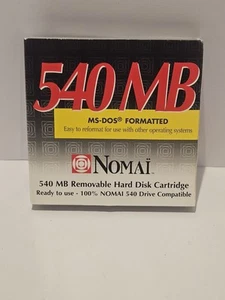 540 MB
MS-DOS® FORMATTED
Easy to reformat for use with other operating systems
NOMAÏ
540 MB Removable Hard Disk Cartridge
Ready to use - 100% NOMAI 540 Drive Compatible